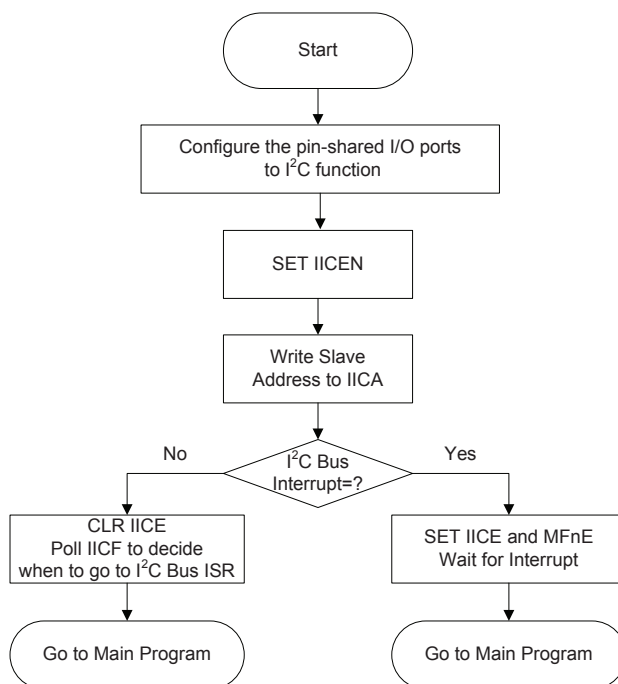 Start
Configure the pin-shared I/O ports
to I²C function
SET IICEN
Write Slave
Address to IICA
No
I²C Bus
Interrupt=?
Yes
CLR IICE
Poll IICF to decide
when to go to I²C Bus ISR
SET IICE and MFnE
Wait for Interrupt
Go to Main Program
Go to Main Program